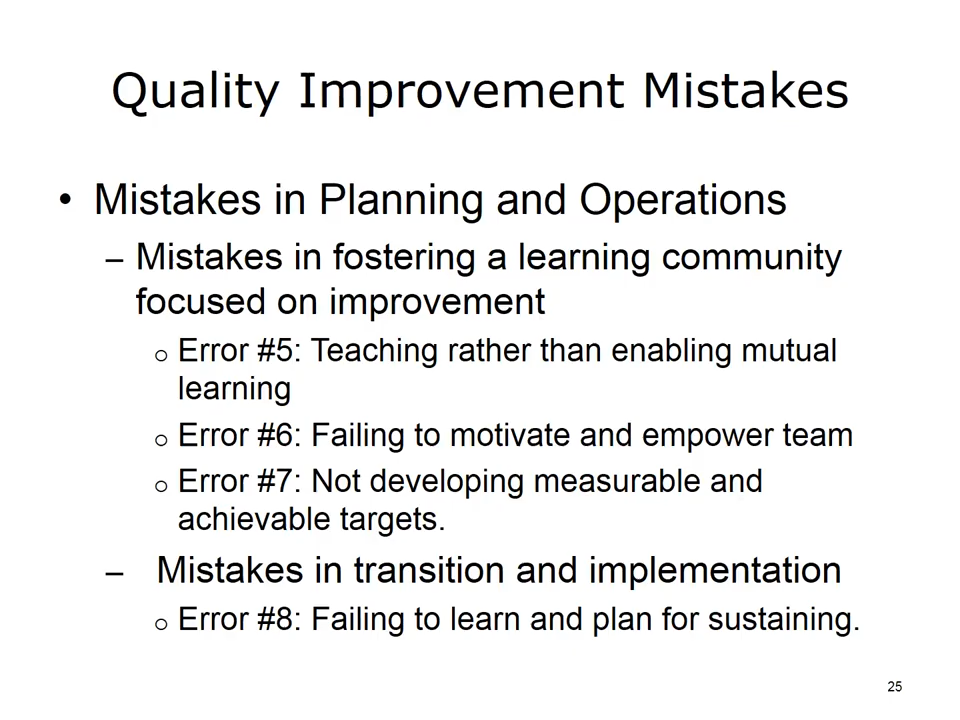 Quality Improvement Mistakes
• Mistakes in Planning and Operations
– Mistakes in fostering a learning community
focused on improvement
o Error #5: Teaching rather than enabling mutual
learning
o Error #6: Failing to motivate and empower team
o Error #7: Not developing measurable and
achievable targets.
– Mistakes in transition and implementation
o Error #8: Failing to learn and plan for sustaining.
25